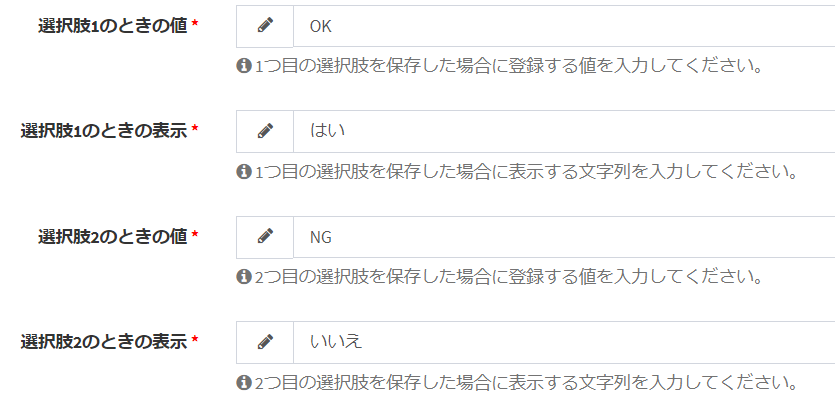 選択肢1のときの値 * OK
1つ目の選択肢を保存した場合に登録する値を入力してください。
選択肢1のときの表示 * はい
1つ目の選択肢を保存した場合に表示する文字列を入力してください。
選択肢2のときの値 * NG
2つ目の選択肢を保存した場合に登録する値を入力してください。
選択肢2のときの表示 * いいえ
2つ目の選択肢を保存した場合に表示する文字列を入力してください。